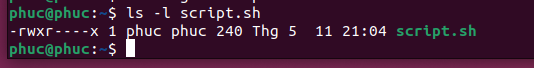 phuc@phuc:~$ ls -l script.sh
-rwxr----x 1 phuc phuc 240 Thg 5  11 21:04 script.sh
phuc@phuc:~$